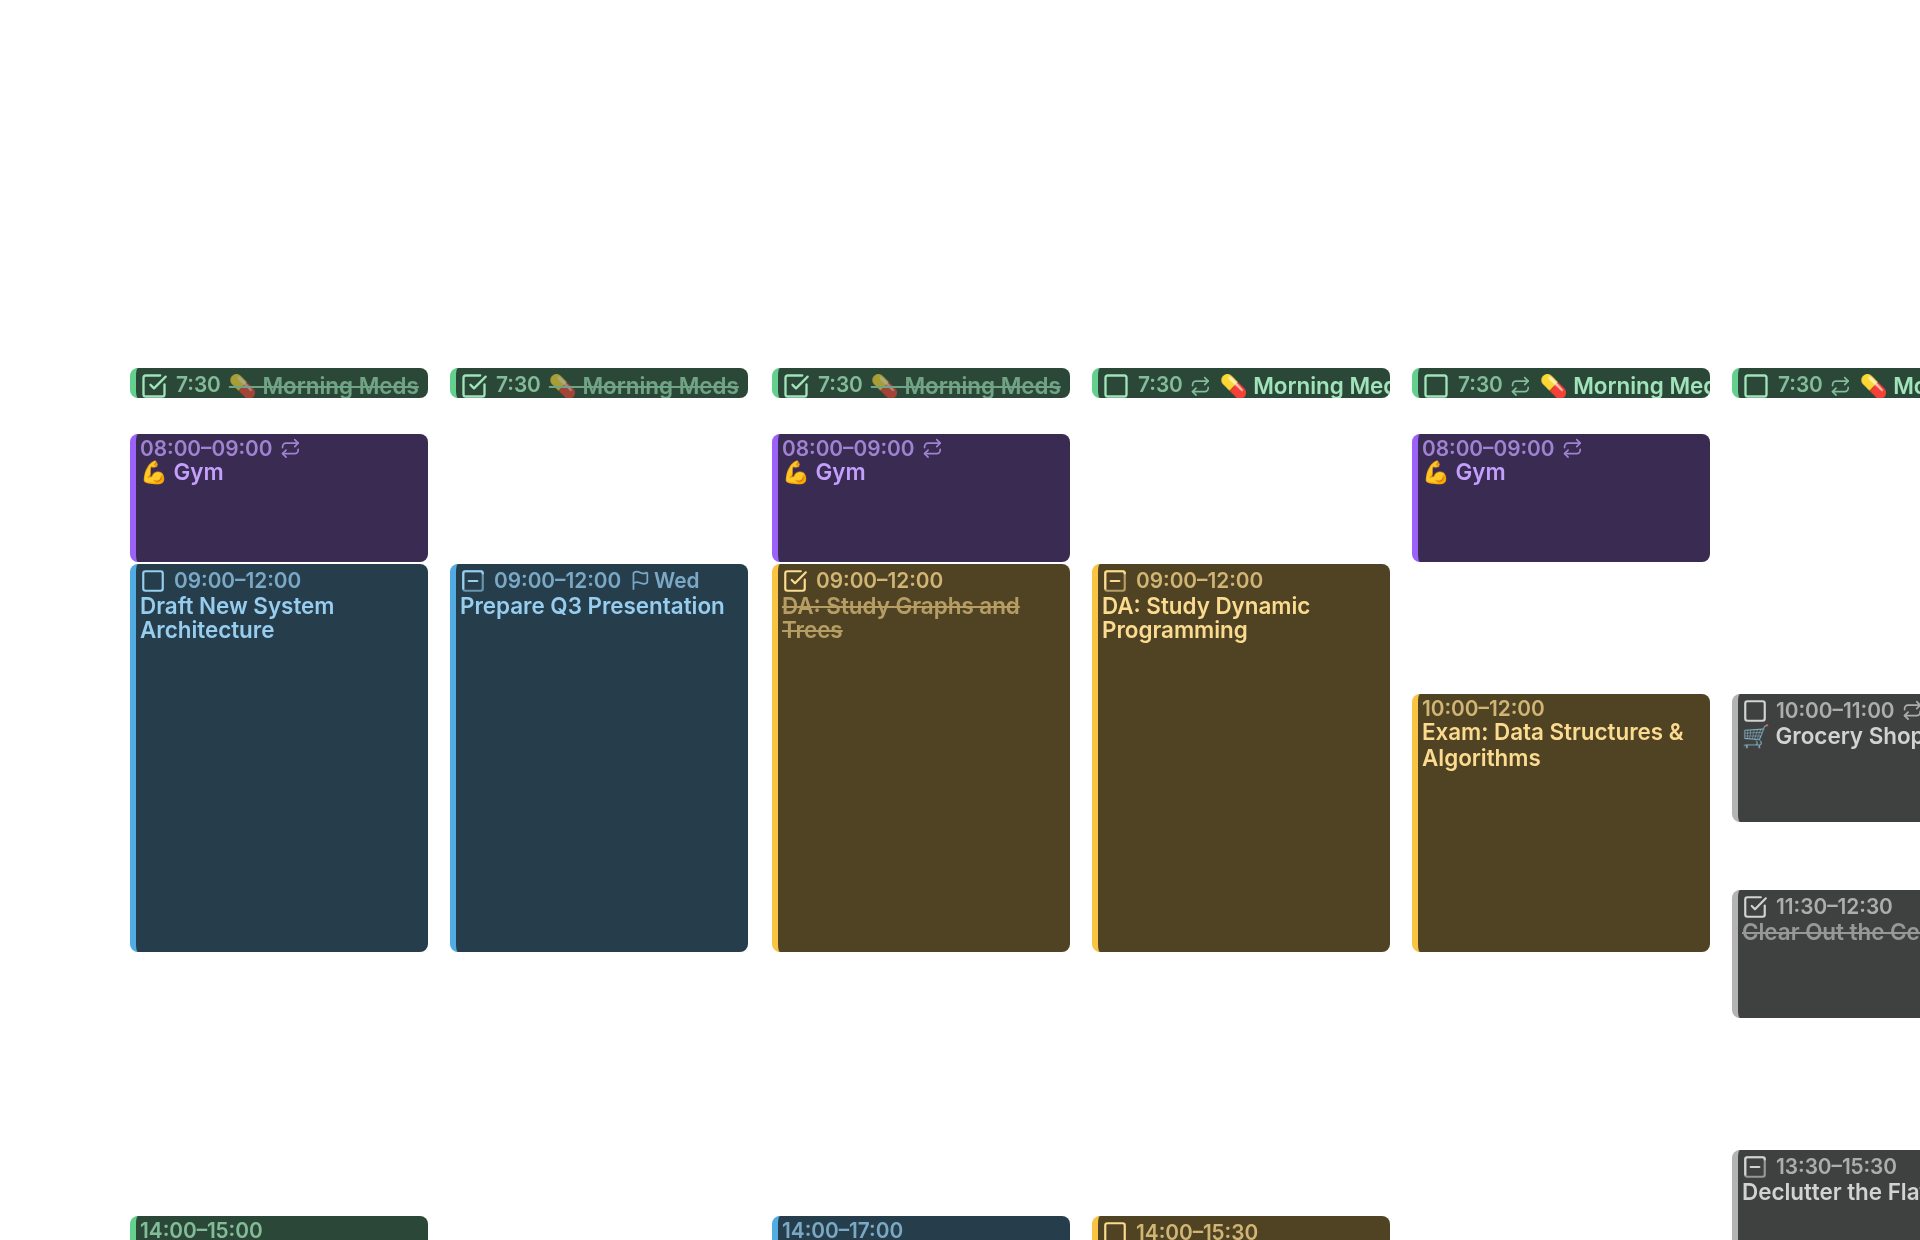 7:30 💊 Morning Meds
08:00–09:00
💪 Gym
09:00–12:00
Draft New System
Architecture
14:00–15:00
7:30 💊 Morning Meds
09:00–12:00 Wed
Prepare Q3 Presentation
7:30 💊 Morning Meds
08:00–09:00
💪 Gym
09:00–12:00
DA: Study Graphs and
Trees
14:00–17:00
7:30 💊 Morning
09:00–12:00
DA: Study Dynamic
Programming
14:00–15:30
7:30 💊 Morning
08:00–09:00
💪 Gym
10:00–12:00
Exam: Data Structures &
Algorithms
7:30 💊
10:00–11:00
🛒 Grocery
11:30–12:30
Clear Out the
13:30–15:30
Declutter the